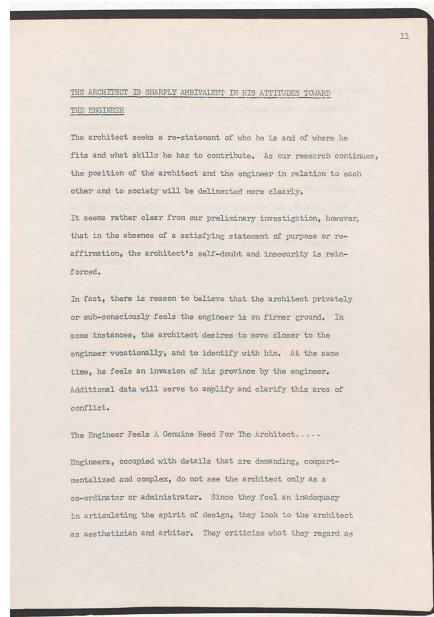 11
THE ARCHITECT IS SHARPLY AMBIVALENT IN HIS ATTITUDES TOWARD
THE ENGINEER
The architect seeks a re-statement of who he is and of where he
fits and what skills he has to contribute. As our research continues,
the position of the architect and the engineer in relation to each
other and to society will be delineated more clearly.
It seems rather clear from our preliminary investigation, however,
that in the absence of a satisfying statement of purpose or re-
affirmation, the architect's self-doubt and insecurity is rein-
forced.
In fact, there is reason to believe that the architect privately
or sub-consciously feels the engineer is on firmer ground. In
some instances, the architect desires to move closer to the
engineer vocationally, and to identify with him. At the same
time, he feels an invasion of his province by the engineer.
Additional data will serve to amplify and clarify this area of
conflict.
The Engineer Feels A Genuine Need For The Architect.....
Engineers, occupied with details that are demanding, compart-
mentalized and complex, do not see the architect only as a
co-ordinator or administrator. Since they feel an inadequacy
in articulating the spirit of design, they look to the architect
as aesthetician and arbiter. They criticize what they regard as